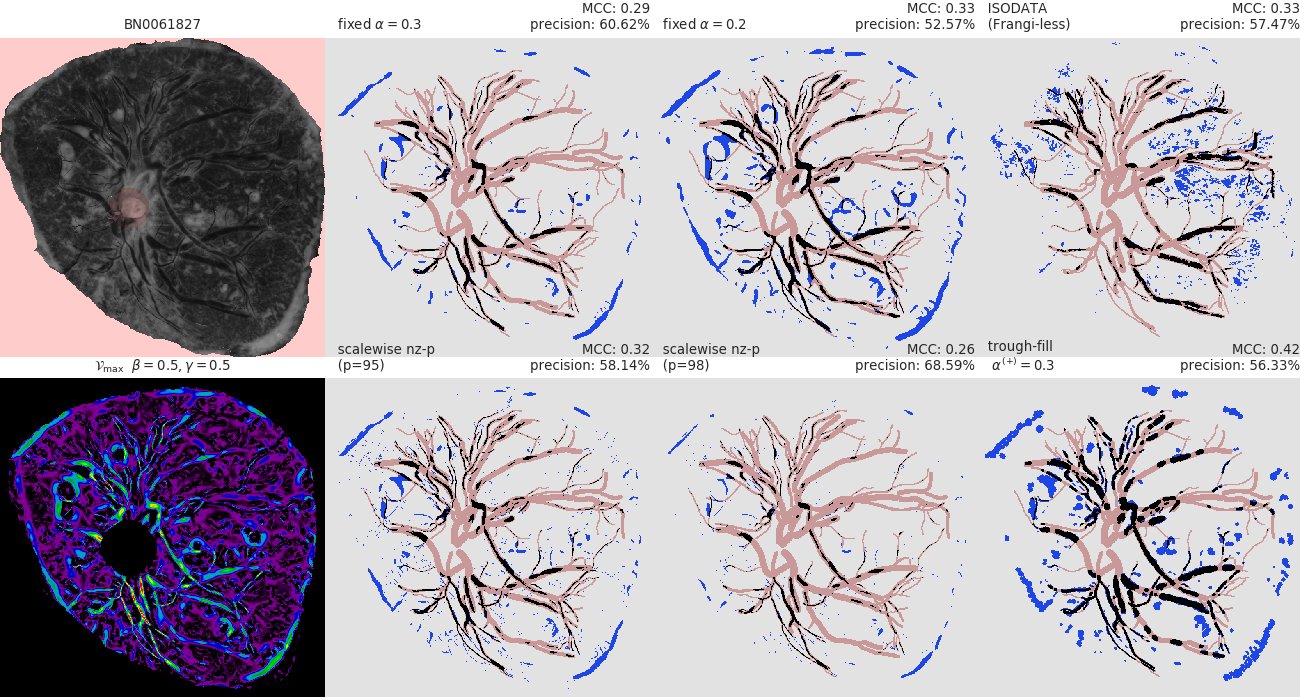 BN0061827
fixed α = 0.3
MCC: 0.29
precision: 60.62%
fixed α = 0.2
MCC: 0.33
precision: 52.57%
ISODATA
(Frangi-less)
MCC: 0.33
precision: 57.47%
𝒱max β = 0.5, γ = 0.5
scalewise nz-p
(p=95)
MCC: 0.32
precision: 58.14%
scalewise nz-p
(p=98)
MCC: 0.26
precision: 68.59%
trough-fill
α(+) = 0.3
MCC: 0.42
precision: 56.33%